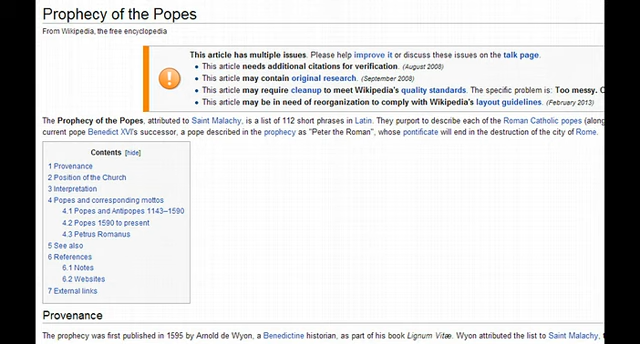 Prophecy of the Popes
From Wikipedia, the free encyclopedia
This article has multiple issues. Please help improve it or discuss these issues on the talk page.
• This article needs additional citations for verification. (August 2008)
• This article may contain original research. (September 2008)
• This article may require cleanup to meet Wikipedia's quality standards. The specific problem is: Too messy.
• This article may be in need of reorganization to comply with Wikipedia's layout guidelines. (February 2013)
The Prophecy of the Popes, attributed to Saint Malachy, is a list of 112 short phrases in Latin. They purport to describe each of the Roman Catholic popes (along
current pope Benedict XVI's successor, a pope described in the prophecy as "Peter the Roman", whose pontificate will end in the destruction of the city of Rome.
Contents [hide]
1 Provenance
2 Position of the Church
3 Interpretation
4 Popes and corresponding mottos
4.1 Popes and Antipopes 1143–1590
4.2 Popes 1590 to present
4.3 Petrus Romanus
5 See also
6 References
6.1 Notes
6.2 Websites
7 External links
Provenance
The prophecy was first published in 1595 by Arnold de Wyon, a Benedictine historian, as part of his book Lignum Vitæ. Wyon attributed the list to Saint Malachy,